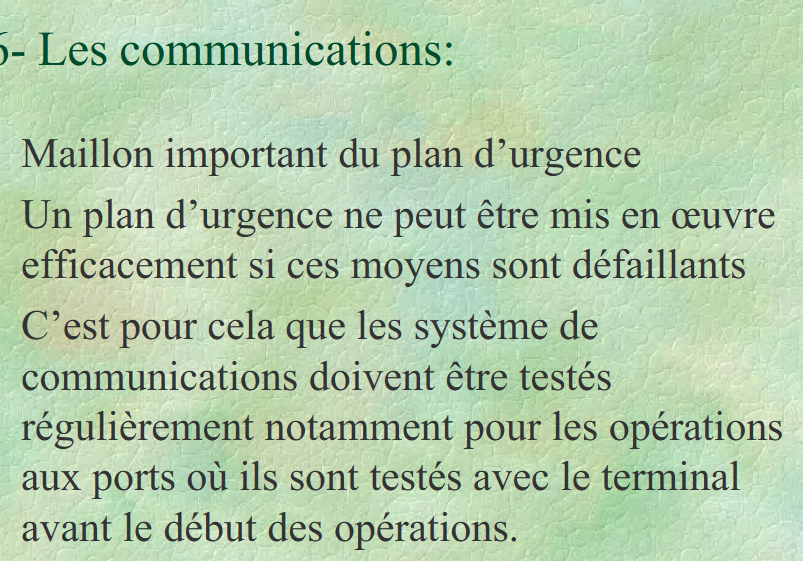 6- Les communications:
Maillon important du plan d’urgence
Un plan d’urgence ne peut être mis en œuvre
efficacement si ces moyens sont défaillants
C’est pour cela que les système de
communications doivent être testés
régulièrement notamment pour les opérations
aux ports où ils sont testés avec le terminal
avant le début des opérations.